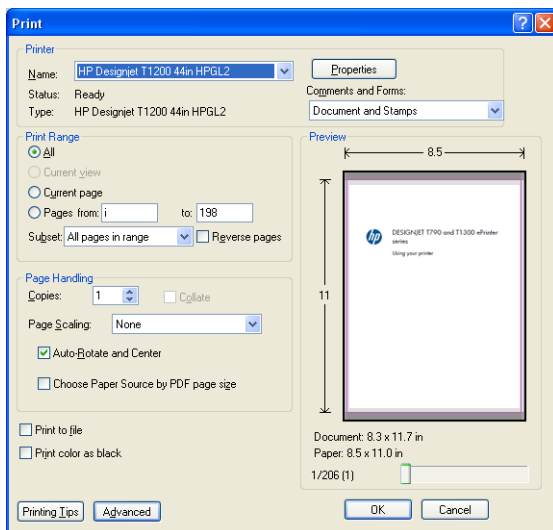 Print
Printer
Name: HP Designjet T1200 44in HPGL2
Properties
Status: Ready
Type: HP Designjet T1200 44in HPGL2
Comments and Forms:
Document and Stamps
Print Range
All
Current view
Current page
Pages from: i to: 198
Subset: All pages in range Reverse pages
Page Handling
Copies: 1 Collate
Page Scaling: None
Auto-Rotate and Center
Choose Paper Source by PDF page size
Print to file
Print color as black
Preview
8.5
11
hp
DESIGNJET T790 and T1300 ePrinter
series
Using your printer
Document: 8.3 x 11.7 in
Paper: 8.5 x 11.0 in
1/206 (1)
Printing Tips Advanced OK Cancel